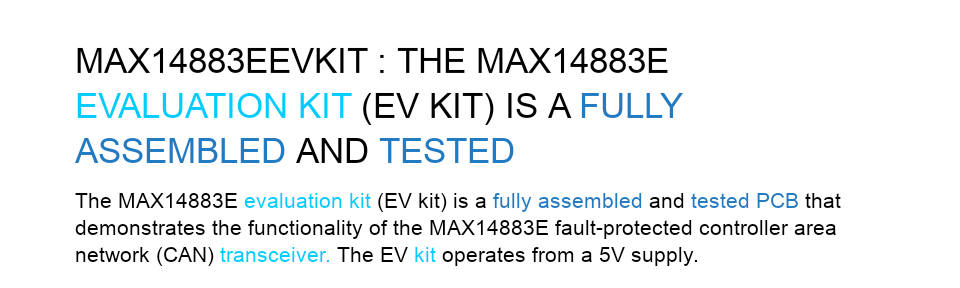 MAX14883EEVKIT : THE MAX14883E
EVALUATION KIT (EV KIT) IS A FULLY
ASSEMBLED AND TESTED
The MAX14883E evaluation kit (EV kit) is a fully assembled and tested PCB that
demonstrates the functionality of the MAX14883E fault-protected controller area
network (CAN) transceiver. The EV kit operates from a 5V supply.